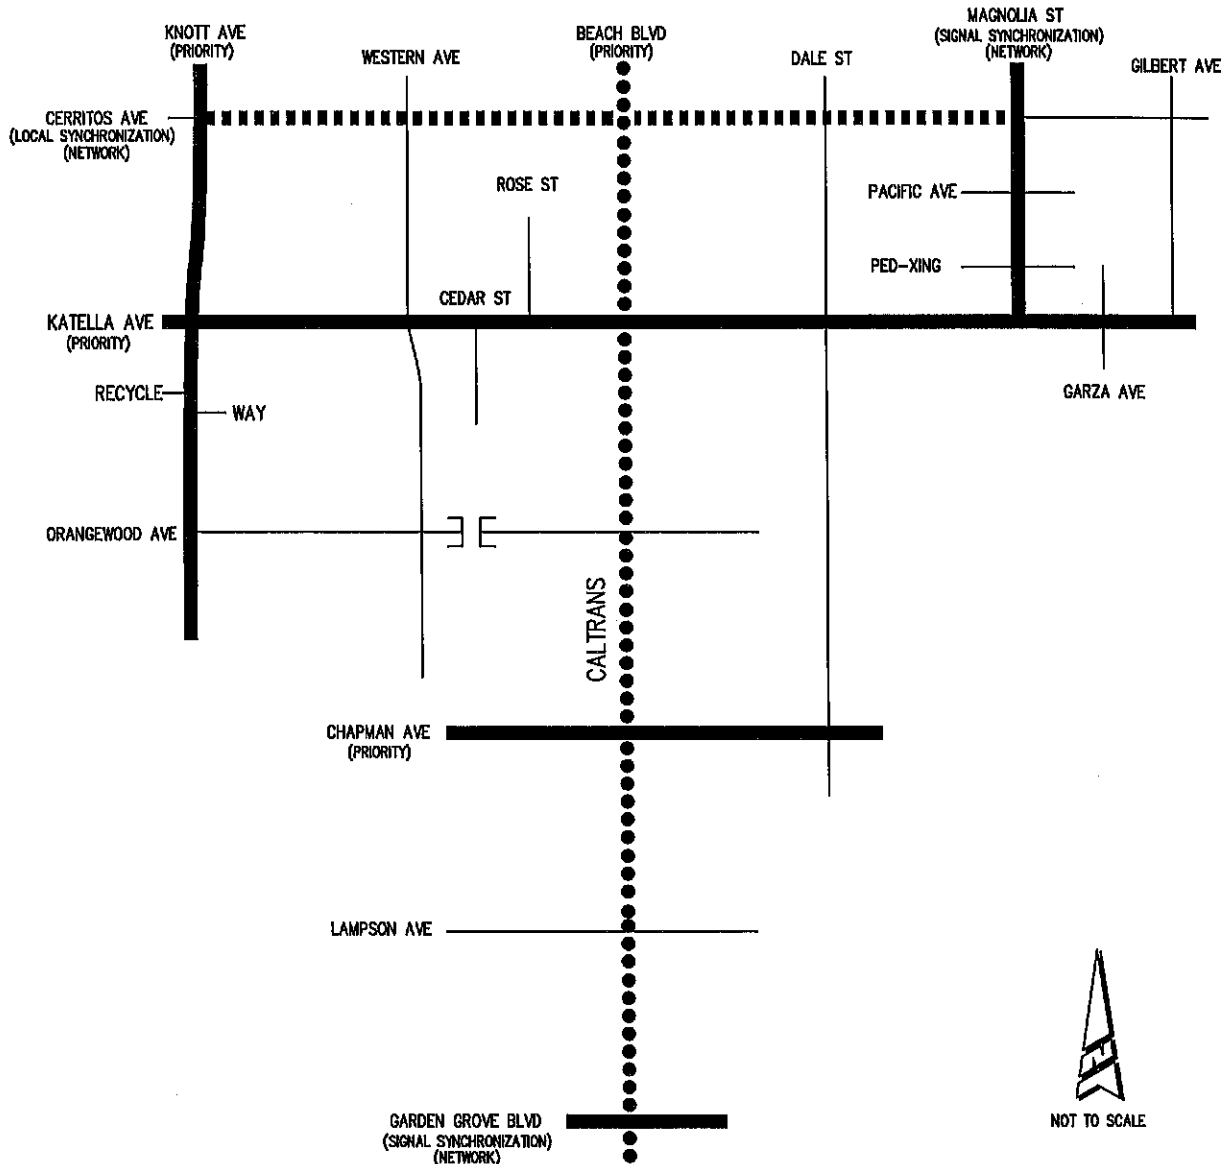 KNOTT AVE
(PRIORITY)
WESTERN AVE
BEACH BLVD
(PRIORITY)
DALE ST
MAGNOLIA ST
(SIGNAL SYNCHRONIZATION)
(NETWORK)
GILBERT AVE
CERRITOS AVE
(LOCAL SYNCHRONIZATION)
(NETWORK)
ROSE ST
PACIFIC AVE
PED-XING
CEDAR ST
KATELLA AVE
(PRIORITY)
RECYCLE
WAY
GARZA AVE
ORANGEWOOD AVE
CALTRANS
CHAPMAN AVE
(PRIORITY)
LAMPSON AVE
GARDEN GROVE BLVD
(SIGNAL SYNCHRONIZATION)
(NETWORK)
NOT TO SCALE